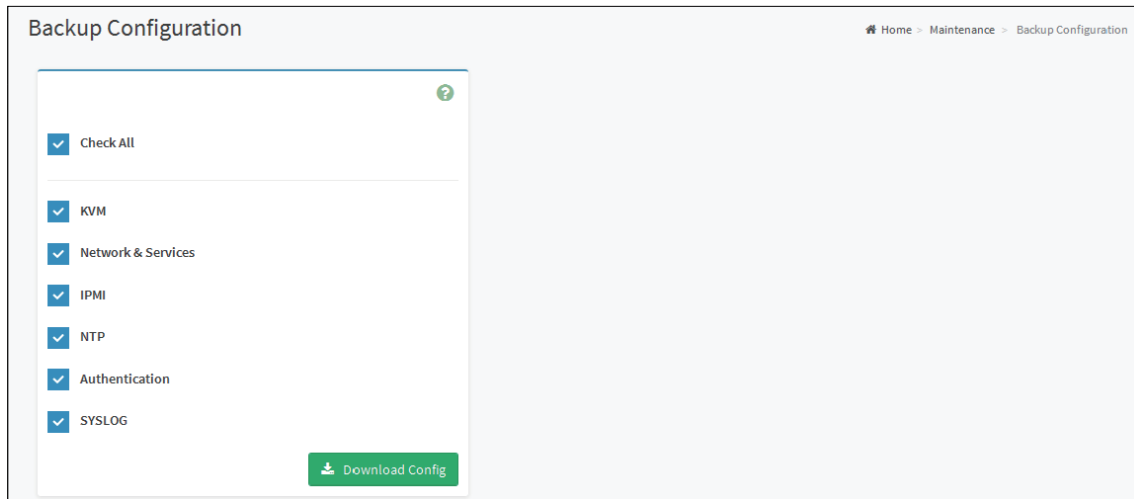 Backup Configuration
Home > Maintenance > Backup Configuration
Check All
KVM
Network & Services
IPMI
NTP
Authentication
SYSLOG
Download Config